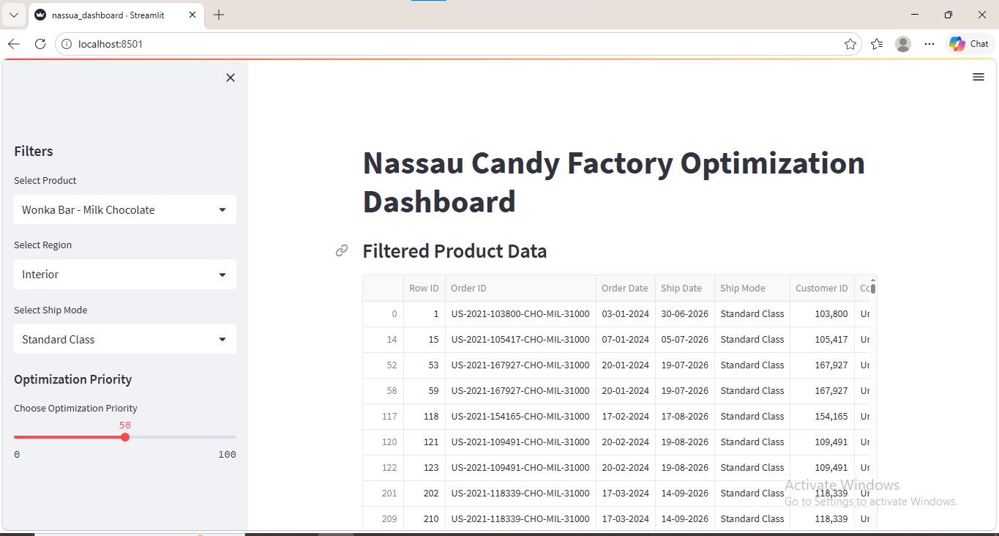 nassua_dashboard · Streamlit
localhost:8501
Chat
Filters
Select Product
Wonka Bar - Milk Chocolate
Select Region
Interior
Select Ship Mode
Standard Class
Optimization Priority
Choose Optimization Priority
50
0 100
Nassau Candy Factory Optimization
Dashboard
Filtered Product Data
Row ID Order ID Order Date Ship Date Ship Mode Customer ID
0 1 US-2021-103800-CHO-MIL-31000 03-01-2024 30-06-2026 Standard Class 103,800
14 15 US-2021-105417-CHO-MIL-31000 07-01-2024 05-07-2026 Standard Class 105,417
52 53 US-2021-167927-CHO-MIL-31000 20-01-2024 19-07-2026 Standard Class 167,927
58 59 US-2021-167927-CHO-MIL-31000 20-01-2024 19-07-2026 Standard Class 167,927
117 118 US-2021-154165-CHO-MIL-31000 17-02-2024 17-08-2026 Standard Class 154,165
120 121 US-2021-109491-CHO-MIL-31000 20-02-2024 19-08-2026 Standard Class 109,491
122 123 US-2021-109491-CHO-MIL-31000 20-02-2024 19-08-2026 Standard Class 109,491
201 202 US-2021-118339-CHO-MIL-31000 17-03-2024 14-09-2026 Standard Class 118,339
209 210 US-2021-118339-CHO-MIL-31000 17-03-2024 14-09-2026 Standard Class 118,339
Activate Windows
Go to Settings to activate Windows.